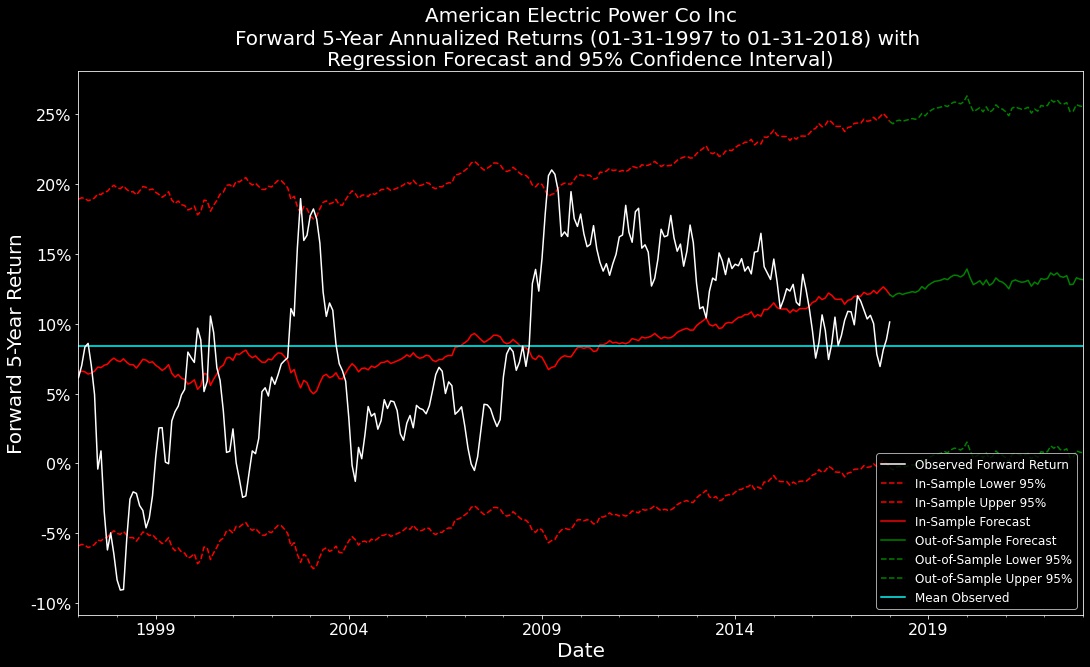 American Electric Power Co Inc
Forward 5-Year Annualized Returns (01-31-1997 to 01-31-2018) with
Regression Forecast and 95% Confidence Interval)
Forward 5-Year Return
25%
20%
15%
10%
5%
0%
-5%
-10%
Observed Forward Return
In-Sample Lower 95%
In-Sample Upper 95%
In-Sample Forecast
Out-of-Sample Forecast
Out-of-Sample Lower 95%
Out-of-Sample Upper 95%
Mean Observed
1999 2004 2009 2014 2019
Date